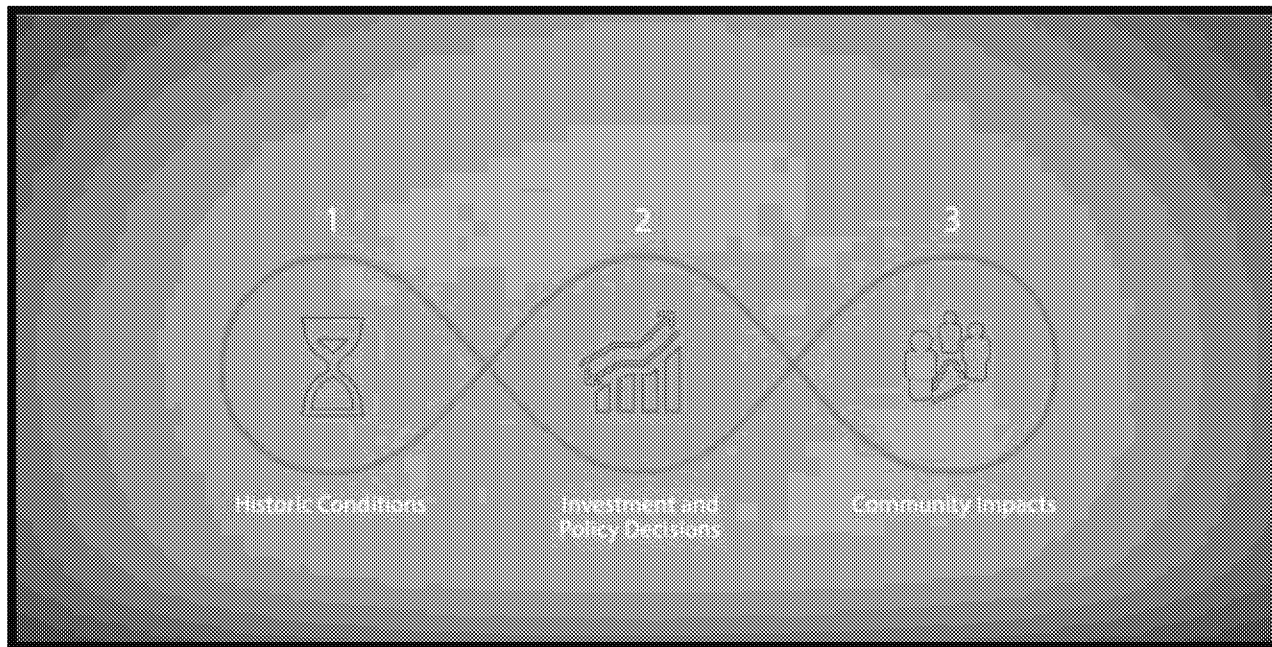 1
2
3
Historic Conditions
Investment and
Policy Decisions
Community Impacts